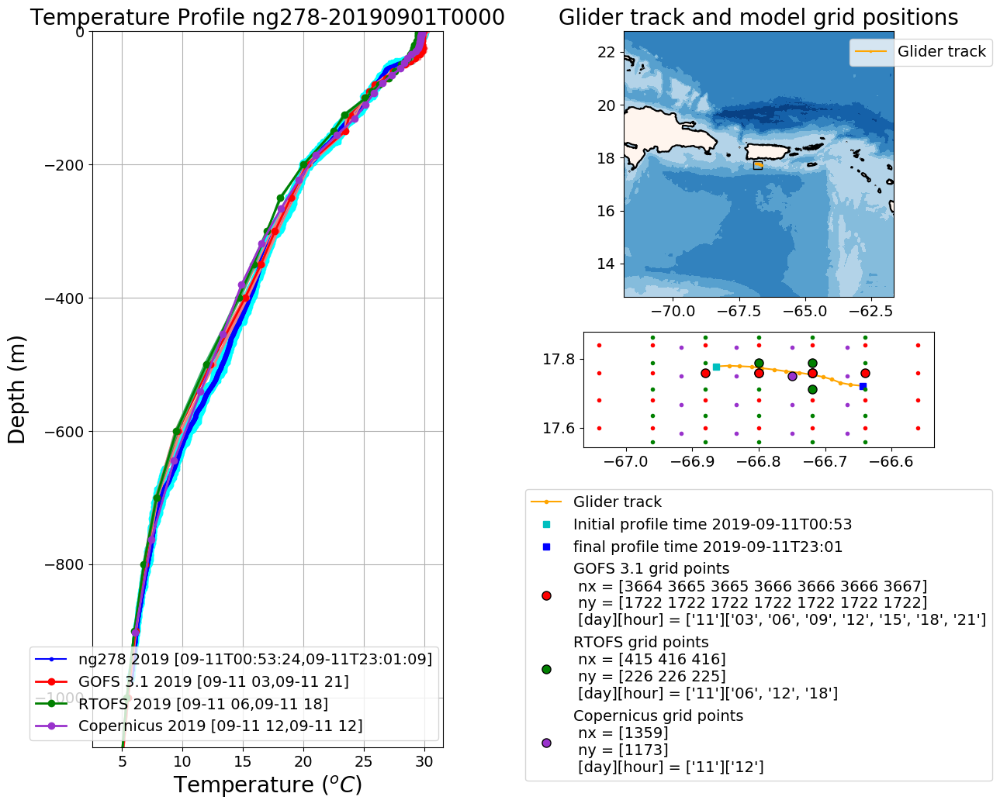 Temperature Profile ng278-20190901T0000
0
−200
−400
−600
−800
−1000
Depth (m)
5
10
15
20
25
30
Temperature (°C)
ng278 2019 [09-11T00:53:24,09-11T23:01:09]
GOFS 3.1 2019 [09-11 03,09-11 21]
RTOFS 2019 [09-11 06,09-11 18]
Copernicus 2019 [09-11 12,09-11 12]
Glider track and model grid positions
Glider track
22
20
18
16
14
−70.0
−67.5
−65.0
−62.5
17.8
17.6
−67.0
−66.9
−66.8
−66.7
−66.6
Glider track
Initial profile time 2019-09-11T00:53
final profile time 2019-09-11T23:01
GOFS 3.1 grid points
nx = [3664 3665 3665 3666 3666 3666 3667]
ny = [1722 1722 1722 1722 1722 1722 1722]
[day][hour] = ['11']['03', '06', '09', '12', '15', '18', '21']
RTOFS grid points
nx = [415 416 416]
ny = [226 226 225]
[day][hour] = ['11']['06', '12', '18']
Copernicus grid points
nx = [1359]
ny = [1173]
[day][hour] = ['11']['12']